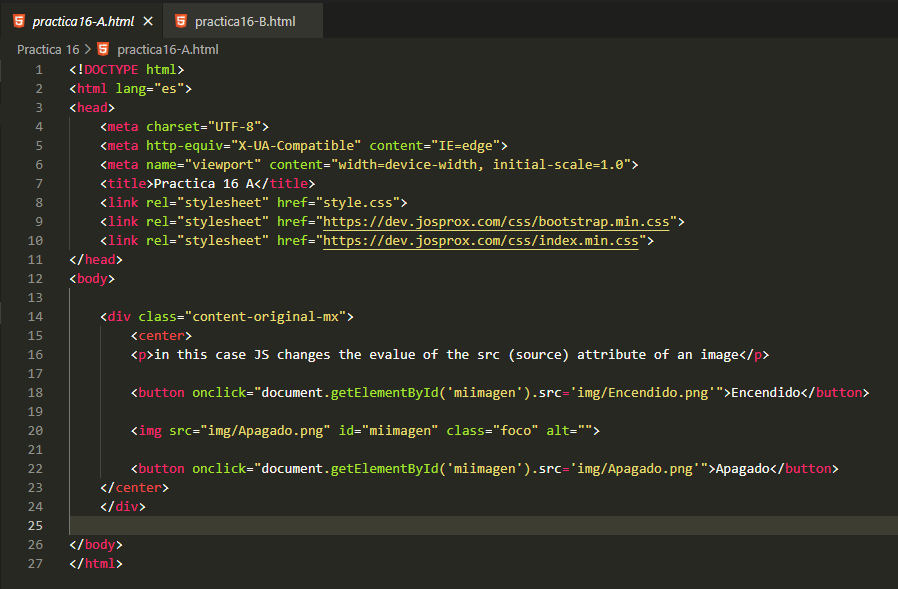 practica16-A.html
practica16-B.html
Practica 16 > practica16-A.html
1 <!DOCTYPE html>
2 <html lang="es">
3 <head>
4 <meta charset="UTF-8">
5 <meta http-equiv="X-UA-Compatible" content="IE=edge">
6 <meta name="viewport" content="width=device-width, initial-scale=1.0">
7 <title>Practica 16 A</title>
8 <link rel="stylesheet" href="style.css">
9 <link rel="stylesheet" href="https://dev.josprox.com/css/bootstrap.min.css">
10 <link rel="stylesheet" href="https://dev.josprox.com/css/index.min.css">
11 </head>
12 <body>
13
14 <div class="content-original-mx">
15 <center>
16 <p>in this case JS changes the evalue of the src (source) attribute of an image</p>
17
18 <button onclick="document.getElementById('miimagen').src='img/Encendido.png'">Encendido</button>
19
20 <img src="img/Apagado.png" id="miimagen" class="foco" alt="">
21
22 <button onclick="document.getElementById('miimagen').src='img/Apagado.png'">Apagado</button>
23 </center>
24 </div>
25
26 </body>
27 </html>